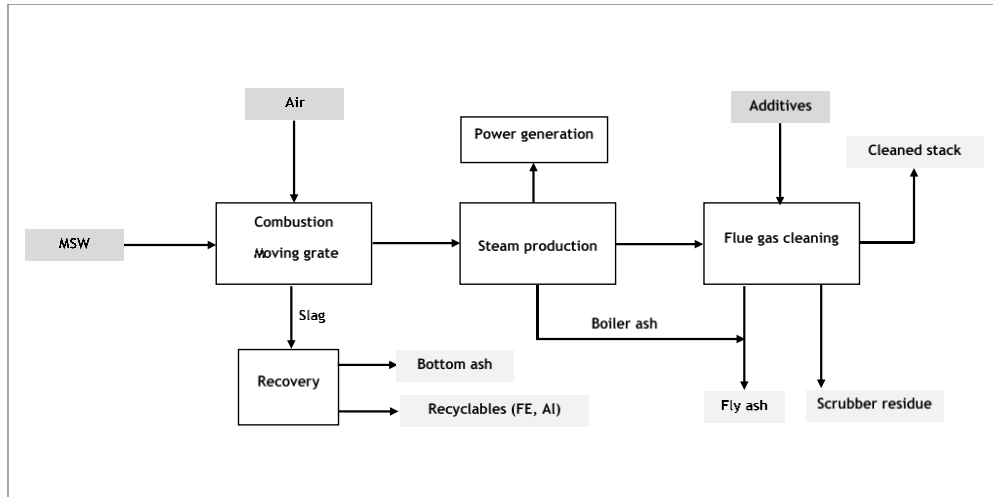 Air
Additives
Power generation
Cleaned stack
MSW
Combustion
Moving grate
Steam production
Flue gas cleaning
Slag
Boiler ash
Recovery
Bottom ash
Recyclables (FE, Al)
Fly ash
Scrubber residue